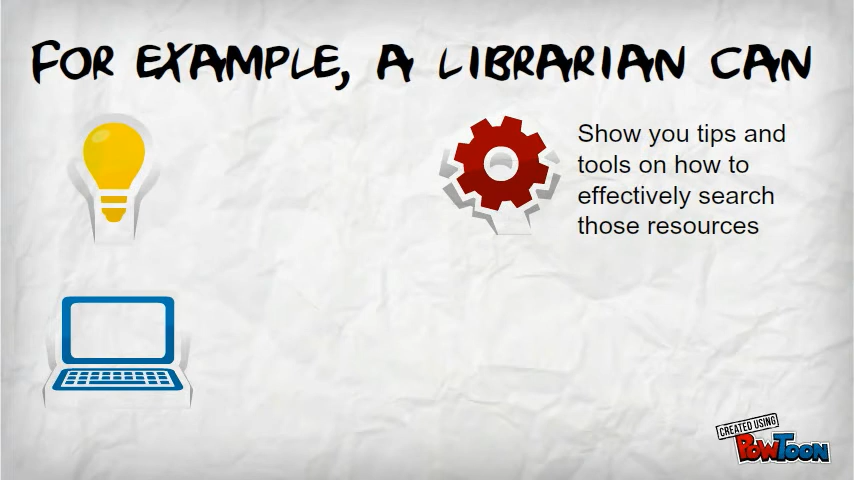 For example, a librarian can
Show you tips and
tools on how to
effectively search
those resources
CREATED USING
PowToon